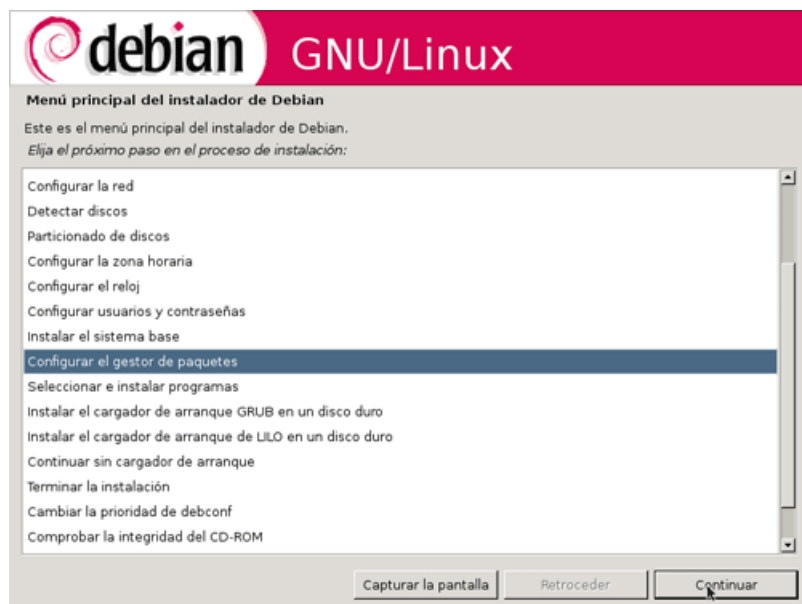 debian GNU/Linux
Menú principal del instalador de Debian
Este es el menú principal del instalador de Debian.
Elija el próximo paso en el proceso de instalación:
Configurar la red
Detectar discos
Particionado de discos
Configurar la zona horaria
Configurar el reloj
Configurar usuarios y contraseñas
Instalar el sistema base
Configurar el gestor de paquetes
Seleccionar e instalar programas
Instalar el cargador de arranque GRUB en un disco duro
Instalar el cargador de arranque de LILO en un disco duro
Continuar sin cargador de arranque
Terminar la instalación
Cambiar la prioridad de debconf
Comprobar la integridad del CD-ROM
Capturar la pantalla Retroceder Continuar